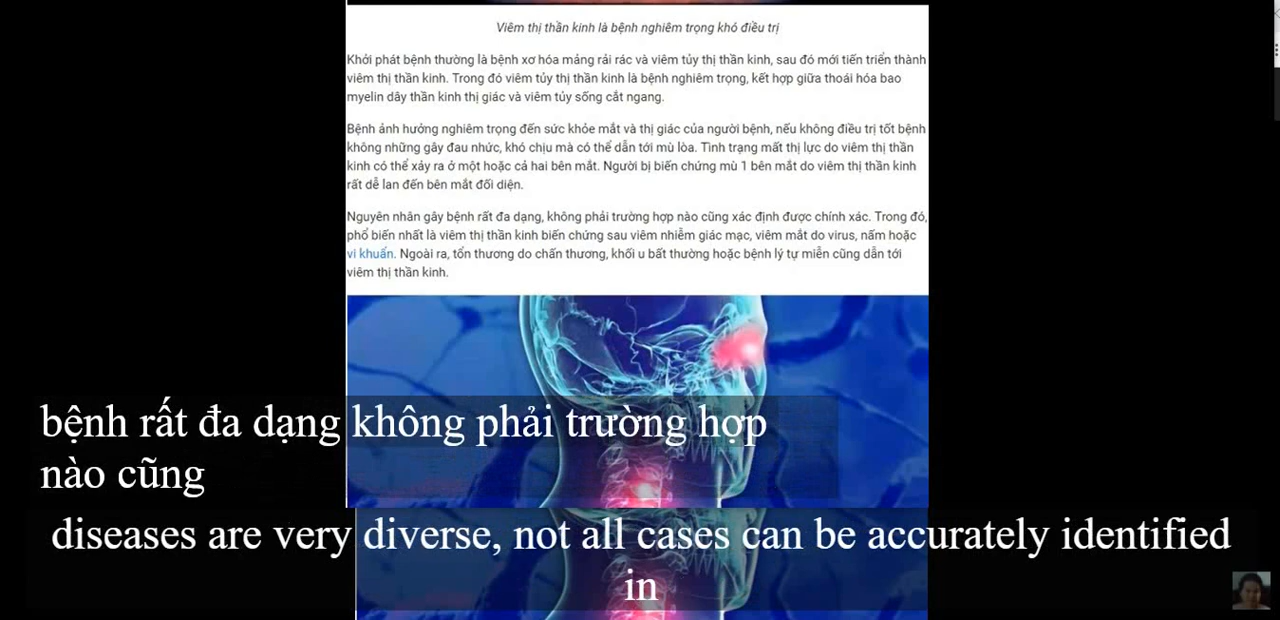 Viêm thị thần kinh là bệnh nghiêm trọng khó điều trị
Khởi phát bệnh thường là bệnh xơ hóa mảng rải rác và viêm tủy thị thần kinh, sau đó mới tiến triển thành
viêm thị thần kinh. Trong đó viêm tủy thị thần kinh là bệnh nghiêm trọng, kết hợp giữa thoái hóa bao
myelin dây thần kinh thị giác và viêm tủy sống cắt ngang.
Bệnh ảnh hưởng nghiêm trọng đến sức khỏe mắt và thị giác của người bệnh, nếu không điều trị tốt bệnh
không những gây đau nhức, khó chịu mà có thể dẫn tới mù lòa. Tình trạng mất thị lực do viêm thị thần
kinh có thể xảy ra ở một hoặc cả hai bên mắt. Người bị biến chứng mù 1 bên mắt do viêm thị thần kinh
rất dễ lan đến bên mắt đối diện.
Nguyên nhân gây bệnh rất đa dạng, không phải trường hợp nào cũng xác định được chính xác. Trong đó,
phổ biến nhất là viêm thị thần kinh biến chứng sau viêm nhiễm giác mạc, viêm mắt do virus, nấm hoặc
vi khuẩn. Ngoài ra, tổn thương do chấn thương, khối u bất thường hoặc bệnh lý tự miễn cũng dẫn tới
viêm thị thần kinh.
bệnh rất đa dạng không phải trường hợp
nào cũng
diseases are very diverse, not all cases can be accurately identified
in